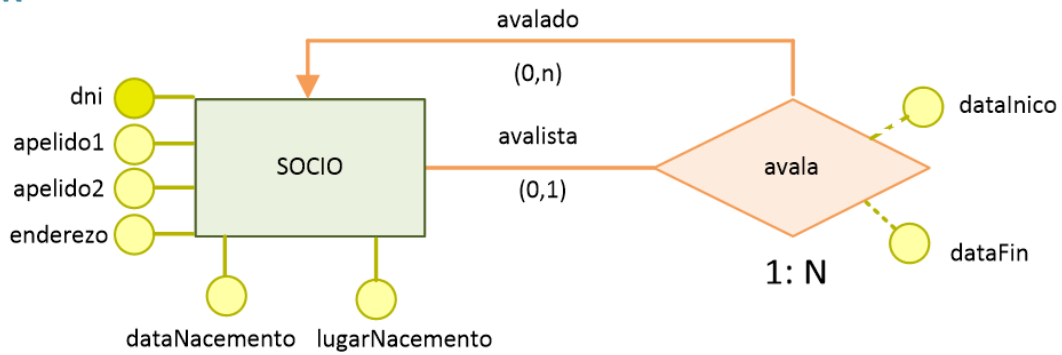 avalado
(0,n)
dni
dataInico
apelido1
avalista
SOCIO
avala
apelido2
(0,1)
enderezo
dataFin
1: N
dataNacemento
lugarNacemento